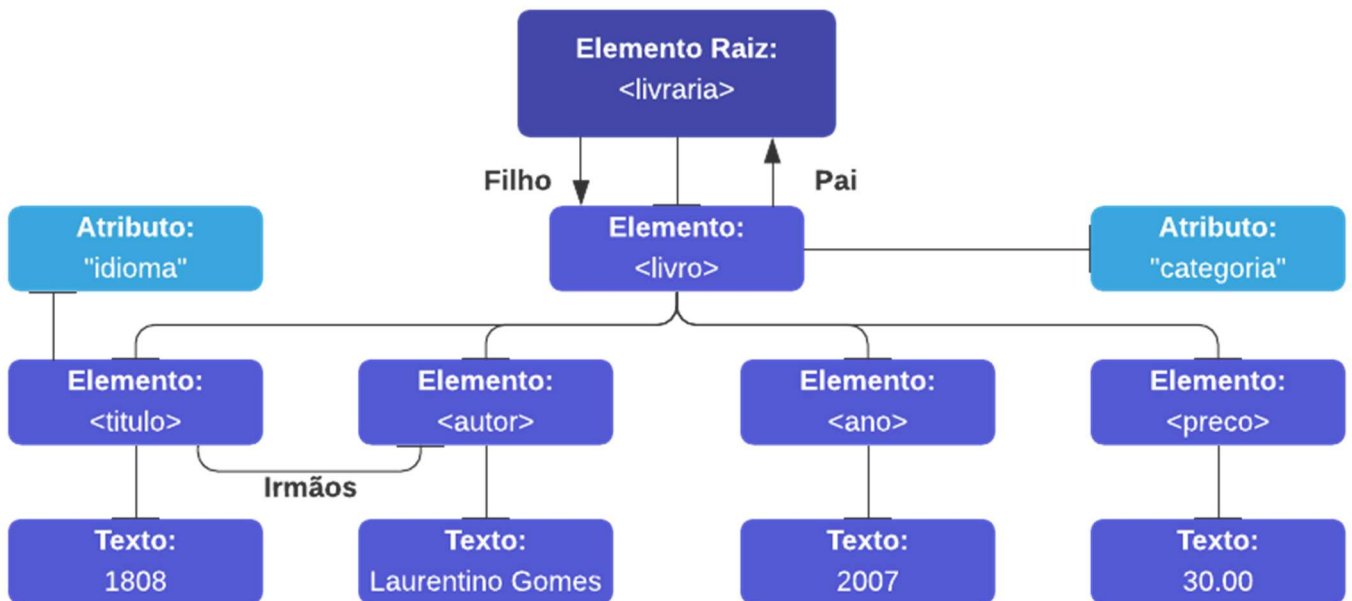 Elemento Raiz:
<livraria>
Filho
Pai
Atributo:
"idioma"
Elemento:
<livro>
Atributo:
"categoria"
Elemento:
<titulo>
Elemento:
<autor>
Elemento:
<ano>
Elemento:
<preco>
Irmãos
Texto:
1808
Texto:
Laurentino Gomes
Texto:
2007
Texto:
30.00